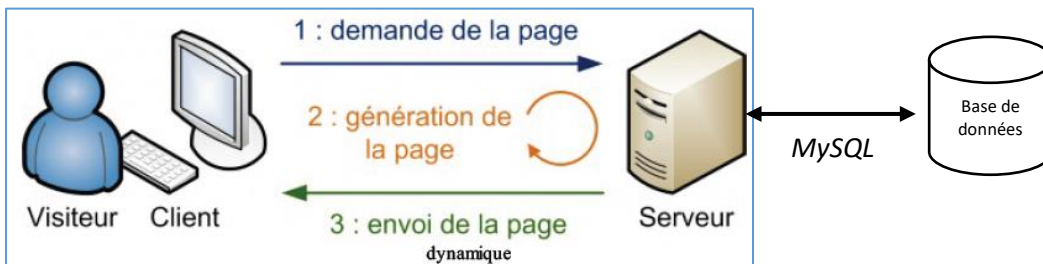 1 : demande de la page
2 : génération de
la page
3 : envoi de la page
dynamique
Visiteur
Client
Serveur
MySQL
Base de
données